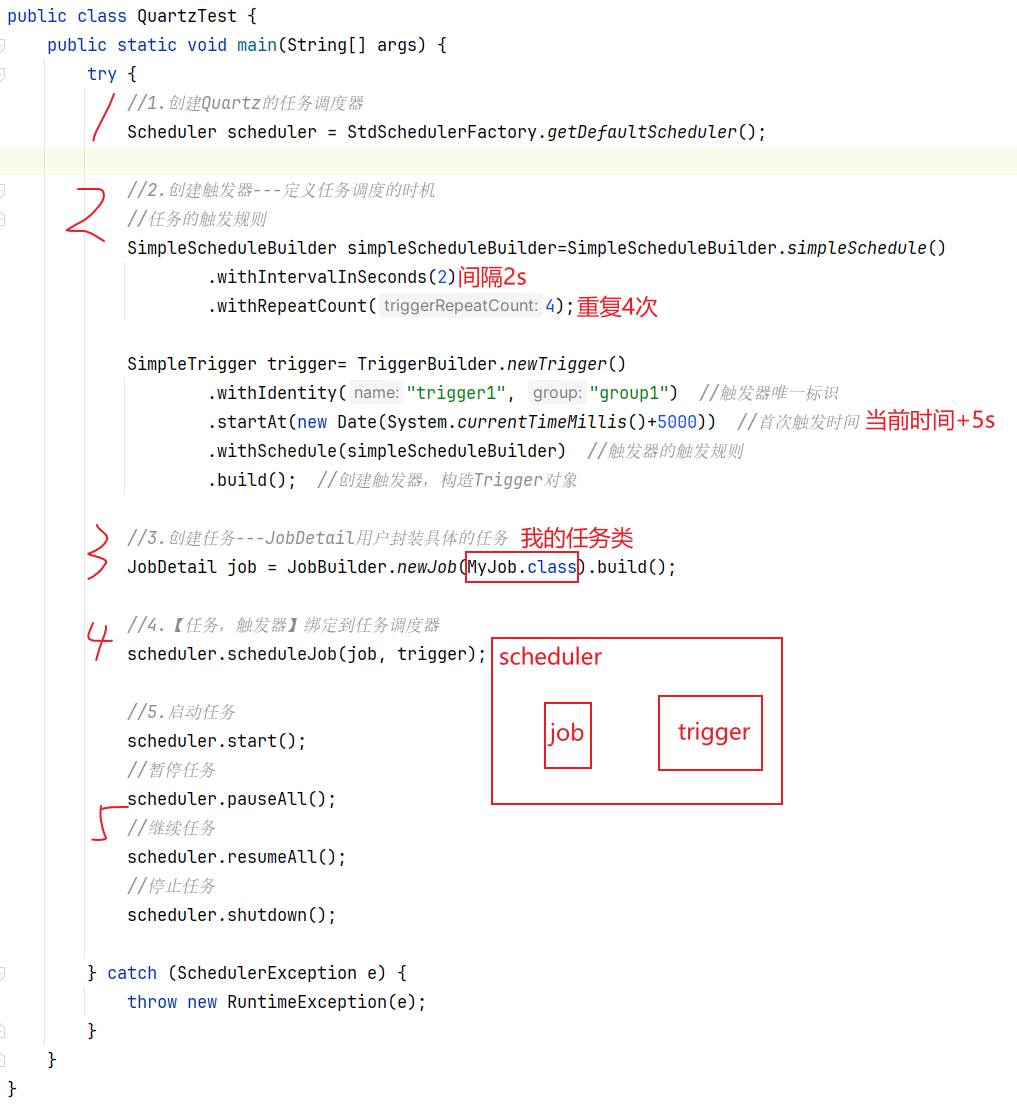 public class QuartzTest {
public static void main(String[] args) {
try {
1
//1.创建Quartz的任务调度器
Scheduler scheduler = StdSchedulerFactory.getDefaultScheduler();
2
//2.创建触发器---定义任务调度的时机
//任务的触发规则
SimpleScheduleBuilder simpleScheduleBuilder=SimpleScheduleBuilder.simpleSchedule()
.withIntervalInSeconds(2)间隔2s
.withRepeatCount( triggerRepeatCount: 4);重复4次
SimpleTrigger trigger= TriggerBuilder.newTrigger()
.withIdentity( name: "trigger1", group: "group1") //触发器唯一标识
.startAt(new Date(System.currentTimeMillis()+5000)) //首次触发时间 当前时间+5s
.withSchedule(simpleScheduleBuilder) //触发器的触发规则
.build(); //创建触发器，构造Trigger对象
3
//3.创建任务---JobDetail用户封装具体的任务 我的任务类
JobDetail job = JobBuilder.newJob(MyJob.class).build();
4
//4.【任务，触发器】绑定到任务调度器
scheduler.scheduleJob(job, trigger);
scheduler
job trigger
//5.启动任务
scheduler.start();
//暂停任务
scheduler.pauseAll();
5
//继续任务
scheduler.resumeAll();
//停止任务
scheduler.shutdown();
} catch (SchedulerException e) {
throw new RuntimeException(e);
}
}
}